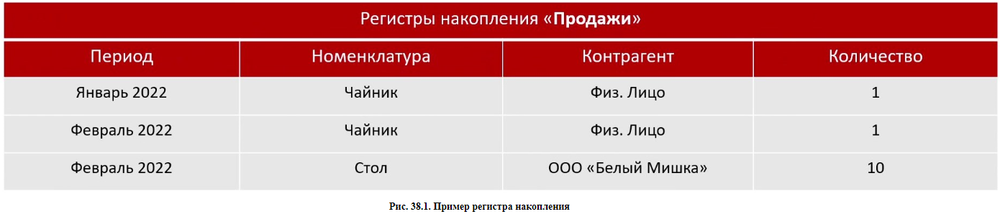 Регистры накопления «Продажи»
Период Номенклатура Контрагент Количество
Январь 2022 Чайник Физ. Лицо 1
Февраль 2022 Чайник Физ. Лицо 1
Февраль 2022 Стол ООО «Белый Мишка» 10
Рис. 38.1. Пример регистра накопления